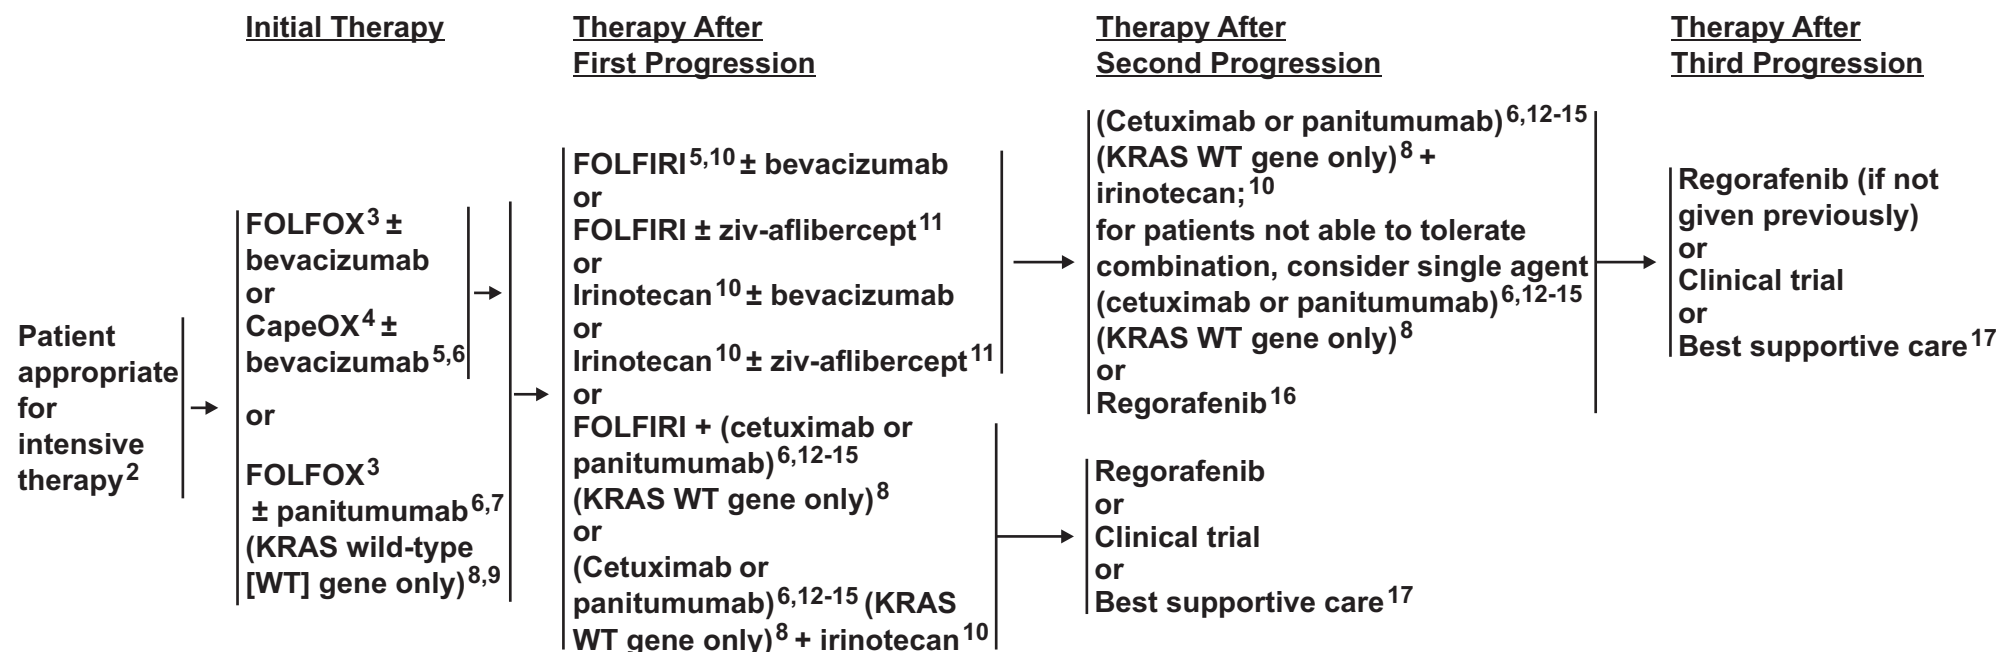 Initial Therapy
Therapy After
First Progression
Therapy After
Second Progression
Therapy After
Third Progression
Patient
appropriate
for
intensive
therapy2
FOLFOX3 ±
bevacizumab
or
CapeOX4 ±
bevacizumab5,6
or
FOLFOX3
± panitumumab6,7
(KRAS wild-type
[WT] gene only)8,9
FOLFIRI5,10 ± bevacizumab
or
FOLFIRI ± ziv-aflibercept11
or
Irinotecan10 ± bevacizumab
or
Irinotecan10 ± ziv-aflibercept11
or
FOLFIRI + (cetuximab or
panitumumab)6,12-15
(KRAS WT gene only)8
or
(Cetuximab or
panitumumab)6,12-15 (KRAS
WT gene only)8 + irinotecan10
(Cetuximab or panitumumab)6,12-15
(KRAS WT gene only)8 +
irinotecan;10
for patients not able to tolerate
combination, consider single agent
(cetuximab or panitumumab)6,12-15
(KRAS WT gene only)8
or
Regorafenib16
Regorafenib
or
Clinical trial
or
Best supportive care17
Regorafenib (if not
given previously)
or
Clinical trial
or
Best supportive care17